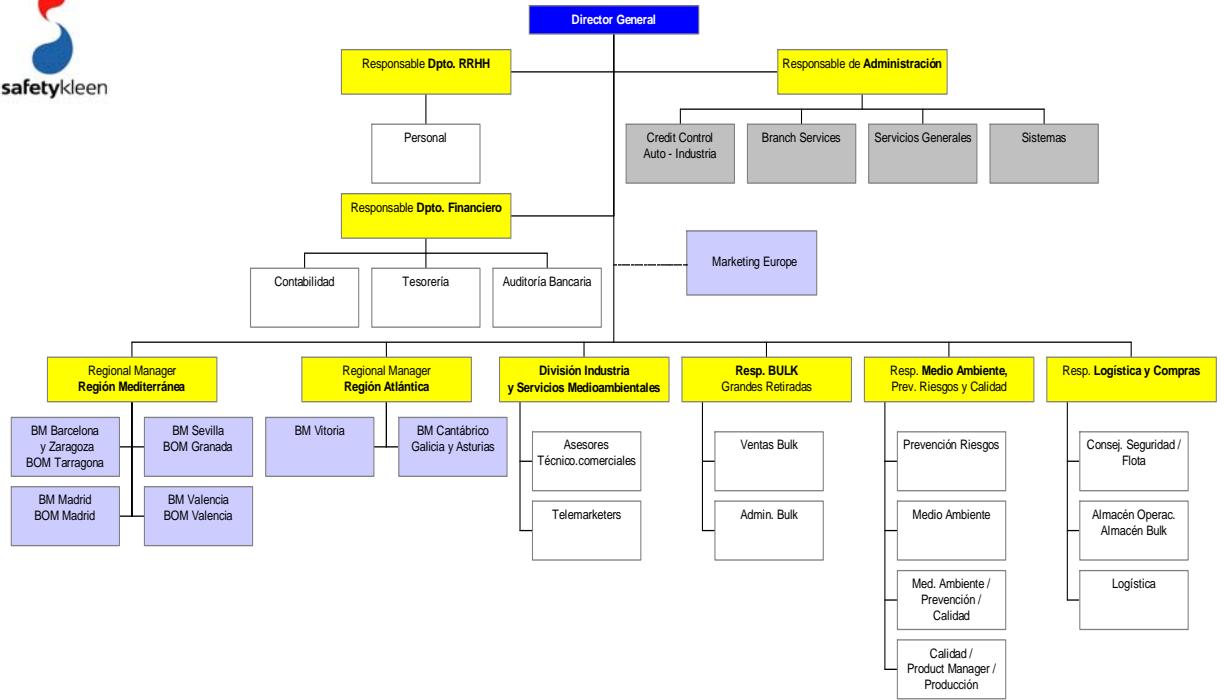 safetykleen
Director General
Responsable Dpto. RRHH
Responsable de Administración
Personal
Credit Control
Auto - Industria
Branch Services
Servicios Generales
Sistemas
Responsable Dpto. Financiero
Marketing Europe
Contabilidad
Tesorería
Auditoría Bancaria
Regional Manager
Región Mediterránea
Regional Manager
Región Atlántica
División Industria
y Servicios Medioambientales
Resp. BULK
Grandes Retiradas
Resp. Medio Ambiente,
Prev. Riesgos y Calidad
Resp. Logística y Compras
BM Barcelona
y Zaragoza
BOM Tarragona
BM Sevilla
BOM Granada
BM Madrid
BOM Madrid
BM Valencia
BOM Valencia
BM Vitoria
BM Cantábrico
Galicia y Asturias
Asesores
Técnico.comerciales
Telemarketers
Ventas Bulk
Admin. Bulk
Prevención Riesgos
Medio Ambiente
Med. Ambiente /
Prevención /
Calidad
Calidad /
Product Manager /
Producción
Consej. Seguridad /
Flota
Almacén Operac.
Almacén Bulk
Logística